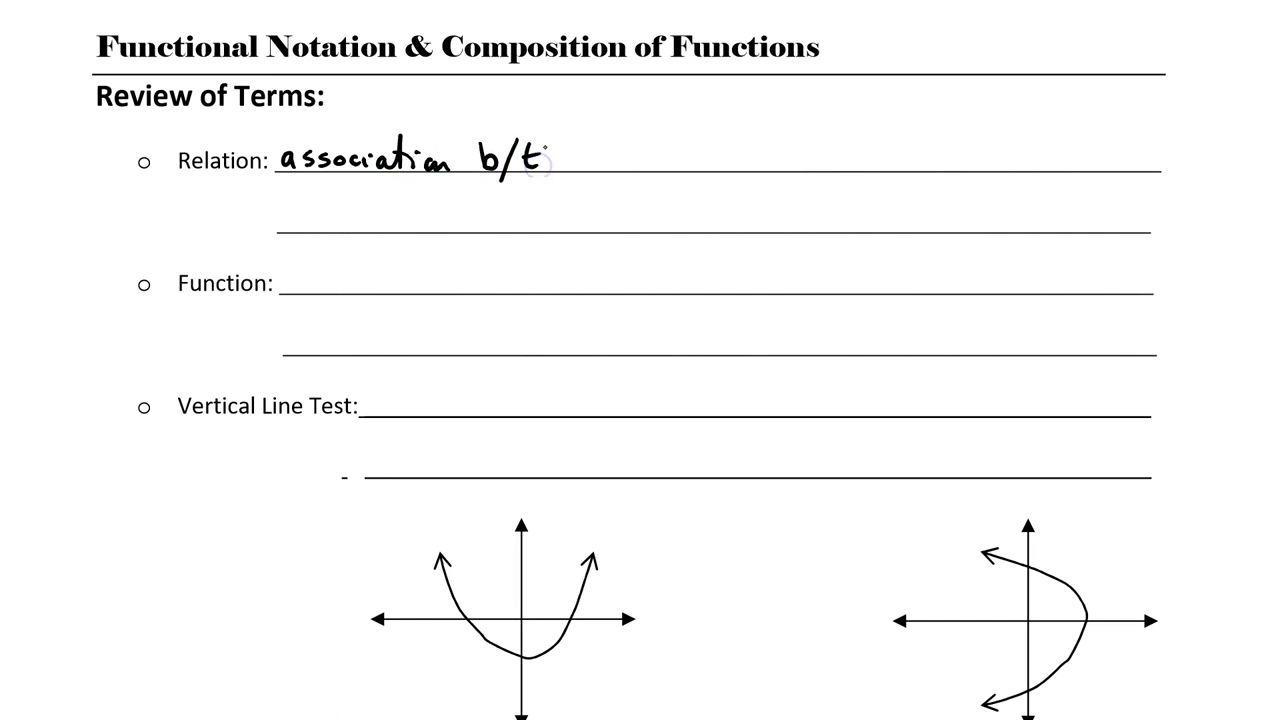 Functional Notation & Composition of Functions
Review of Terms:
o Relation: association b/t
o Function:
o Vertical Line Test:
-